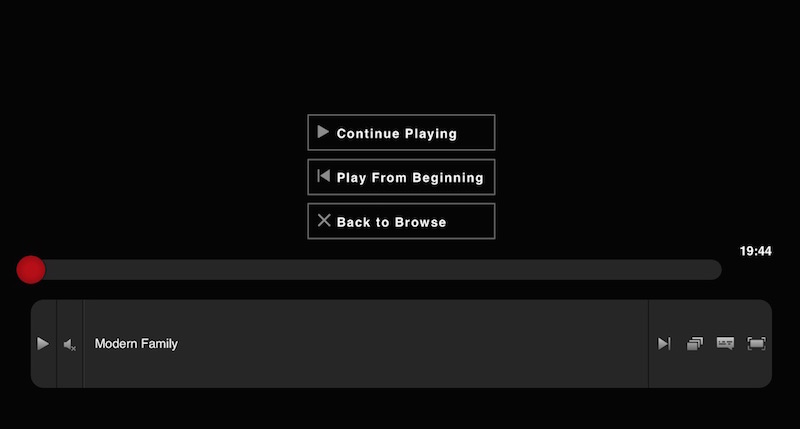 Continue Playing
Play From Beginning
Back to Browse
19:44
Modern Family